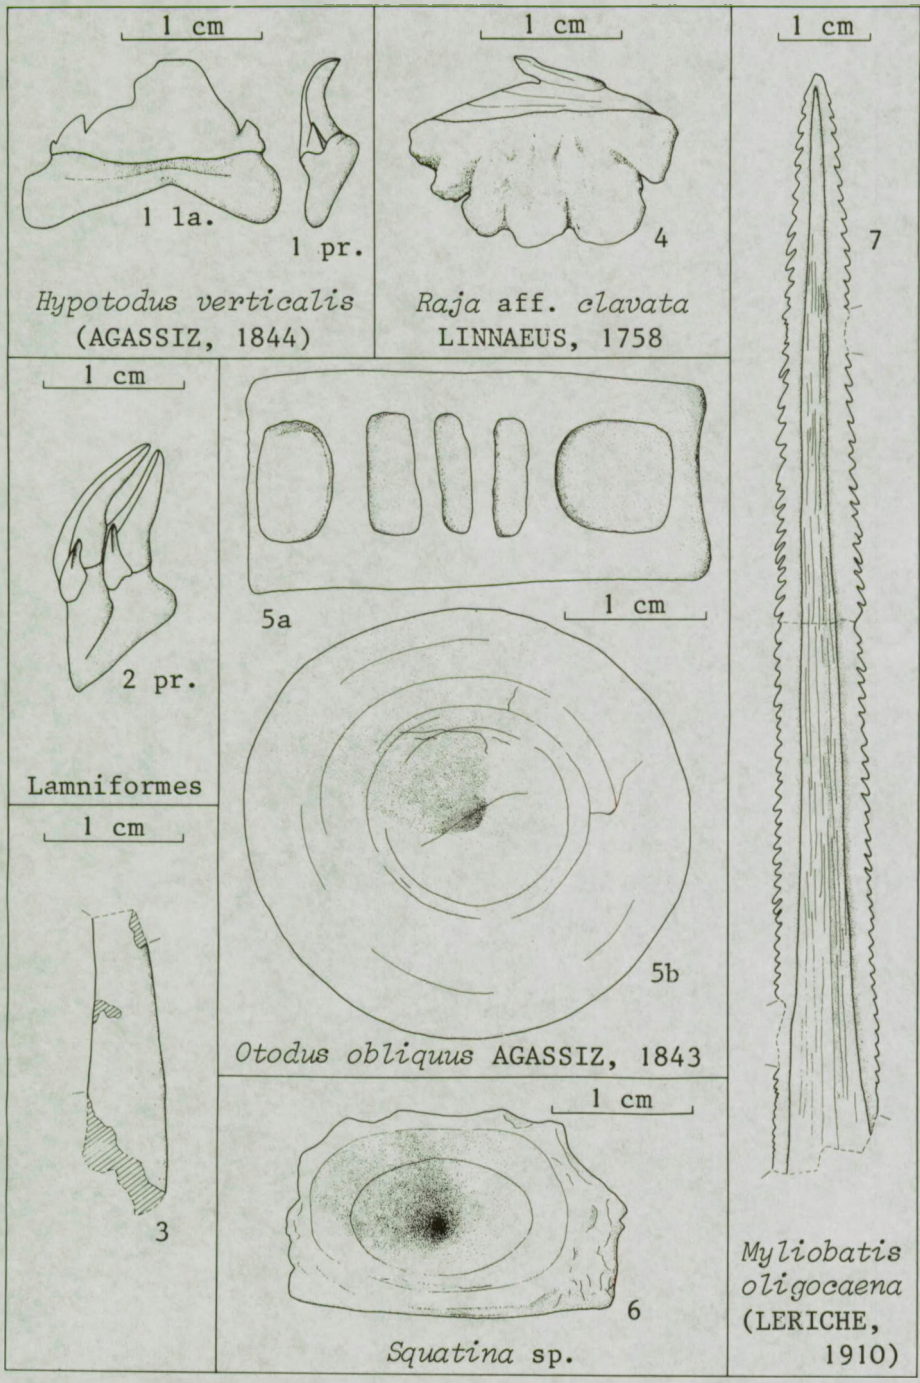 1 cm
1 la.
1 pr.
Hypotodus verticalis
(AGASSIZ, 1844)
1 cm
4
Raja aff. clavata
LINNAEUS, 1758
1 cm
7
Myliobatis
oligocaena
(LERICHE,
1910)
1 cm
2 pr.
Lamniformes
1 cm
3
5a
1 cm
5b
Otodus obliquus AGASSIZ, 1843
1 cm
6
Squatina sp.